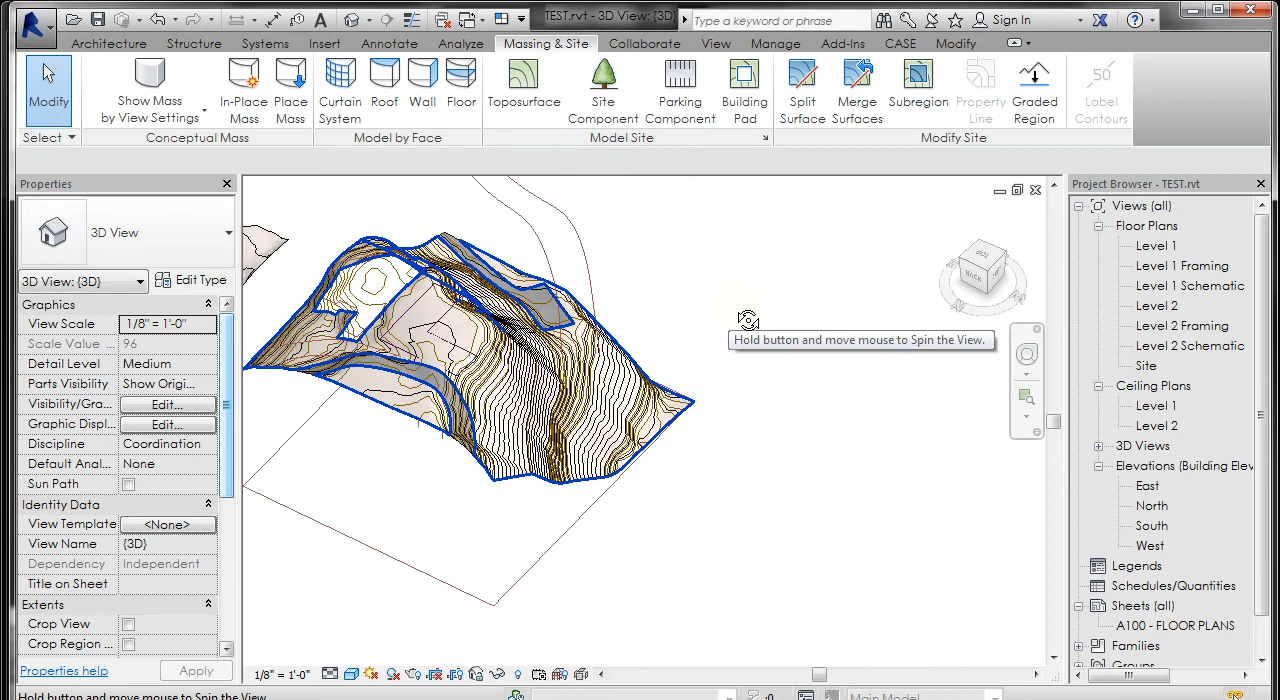 TEST.rvt - 3D View: {3D}
Type a keyword or phrase
Sign In
Architecture Structure Systems Insert Annotate Analyze Massing & Site Collaborate View Manage Add-Ins CASE Modify
Modify
Show Mass
by View Settings
In-Place
Mass
Place
Mass
Curtain
System
Roof
Wall
Floor
Toposurface
Site
Component
Parking
Component
Building
Pad
Split
Surface
Merge
Surfaces
Subregion
Property
Line
Graded
Region
50
Label
Contours
Select
Conceptual Mass
Model by Face
Model Site
Modify Site
Properties
3D View
3D View: {3D}
Edit Type
Graphics
View Scale 1/8" = 1'-0"
Scale Value ... 96
Detail Level Medium
Parts Visibility Show Origi...
Visibility/Gra... Edit...
Graphic Displ... Edit...
Discipline Coordination
Default Anal... None
Sun Path
Identity Data
View Template <None>
View Name {3D}
Dependency Independent
Title on Sheet
Extents
Crop View
Crop Region ...
Properties help
Apply
TOP
BACK
Hold button and move mouse to Spin the View.
1/8" = 1'-0"
Project Browser - TEST.rvt
Views (all)
Floor Plans
Level 1
Level 1 Framing
Level 1 Schematic
Level 2
Level 2 Framing
Level 2 Schematic
Site
Ceiling Plans
Level 1
Level 2
3D Views
Elevations (Building Elev
East
North
South
West
Legends
Schedules/Quantities
Sheets (all)
A100 - FLOOR PLANS
Families
Groups
Hold button and move mouse to Spin the View.
:0
Main Model